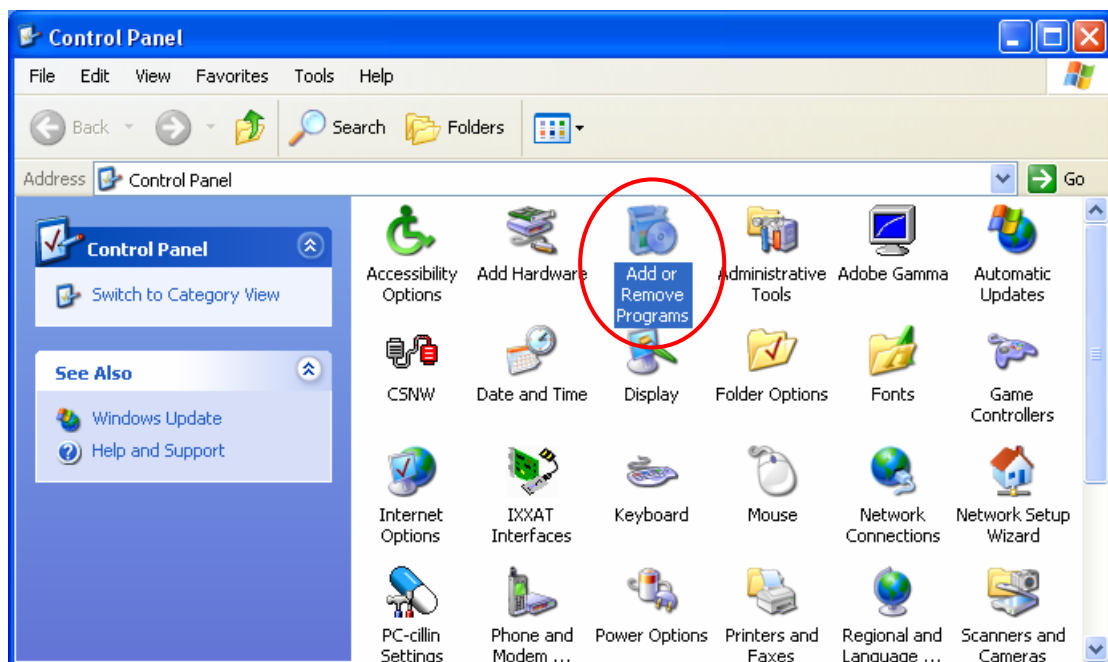 Control Panel
File Edit View Favorites Tools Help
Back Search Folders
Address Control Panel Go
Control Panel
Switch to Category View
See Also
Windows Update
Help and Support
Accessibility
Options
Add Hardware
Add or
Remove
Programs
Administrative
Tools
Adobe Gamma
Automatic
Updates
CSNW
Date and Time
Display
Folder Options
Fonts
Game
Controllers
Internet
Options
IXXAT
Interfaces
Keyboard
Mouse
Network
Connections
Network Setup
Wizard
PC-cillin
Settings
Phone and
Modem ...
Power Options
Printers and
Faxes
Regional and
Language ...
Scanners and
Cameras